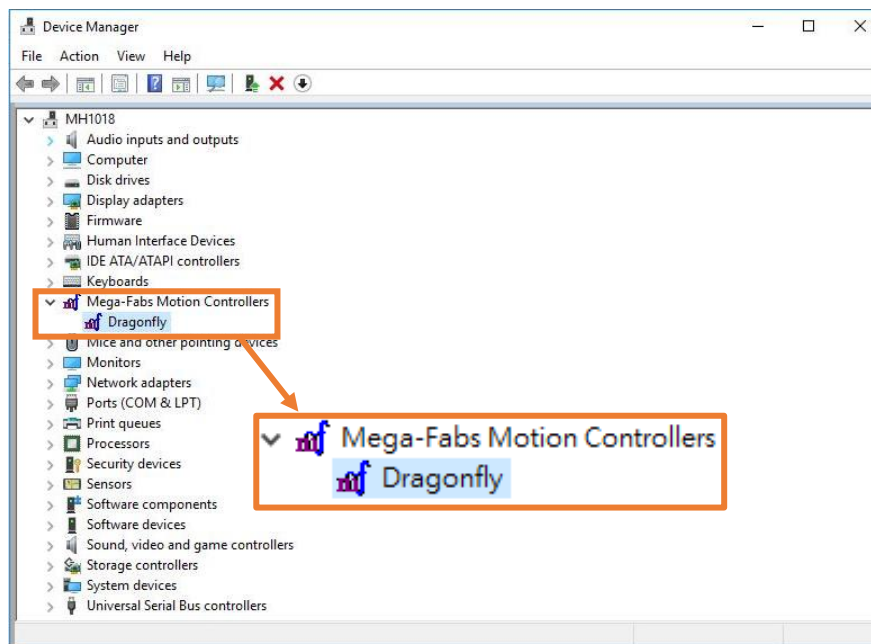 Device Manager
File Action View Help
MH1018
Audio inputs and outputs
Computer
Disk drives
Display adapters
Firmware
Human Interface Devices
IDE ATA/ATAPI controllers
Keyboards
Mega-Fabs Motion Controllers
Dragonfly
Mice and other pointing devices
Monitors
Network adapters
Ports (COM & LPT)
Print queues
Processors
Security devices
Sensors
Software components
Software devices
Sound, video and game controllers
Storage controllers
System devices
Universal Serial Bus controllers
Mega-Fabs Motion Controllers
Dragonfly